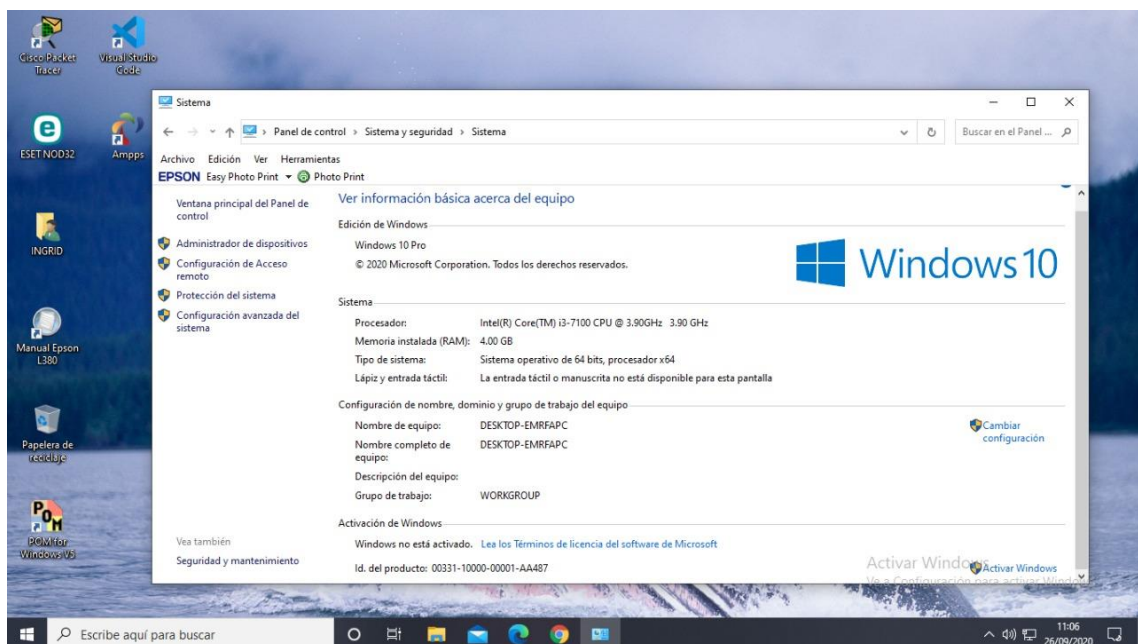 Cisco Packet
Tracer
Visual Studio
Code
ESET NOD32
Ampps
INGRID
Manual Epson
L380
Papelera de
reciclaje
POM
POM for
Windows V5
Sistema
Panel de control › Sistema y seguridad › Sistema
Buscar en el Panel ...
Archivo Edición Ver Herramientas
EPSON Easy Photo Print Photo Print
Ventana principal del Panel de
control
Administrador de dispositivos
Configuración de Acceso
remoto
Protección del sistema
Configuración avanzada del
sistema
Vea también
Seguridad y mantenimiento
Ver información básica acerca del equipo
Edición de Windows
Windows 10 Pro
© 2020 Microsoft Corporation. Todos los derechos reservados.
Windows 10
Sistema
Procesador: Intel(R) Core(TM) i3-7100 CPU @ 3.90GHz 3.90 GHz
Memoria instalada (RAM): 4.00 GB
Tipo de sistema: Sistema operativo de 64 bits, procesador x64
Lápiz y entrada táctil: La entrada táctil o manuscrita no está disponible para esta pantalla
Configuración de nombre, dominio y grupo de trabajo del equipo
Nombre de equipo: DESKTOP-EMRFAPC
Nombre completo de DESKTOP-EMRFAPC
equipo:
Descripción del equipo:
Grupo de trabajo: WORKGROUP
Cambiar
configuración
Activación de Windows
Windows no está activado. Lea los Términos de licencia del software de Microsoft
Id. del producto: 00331-10000-00001-AA487
Activar Windows
Activar Windows
Ve a Configuración para activar Windows
Escribe aquí para buscar
11:06
26/09/2020